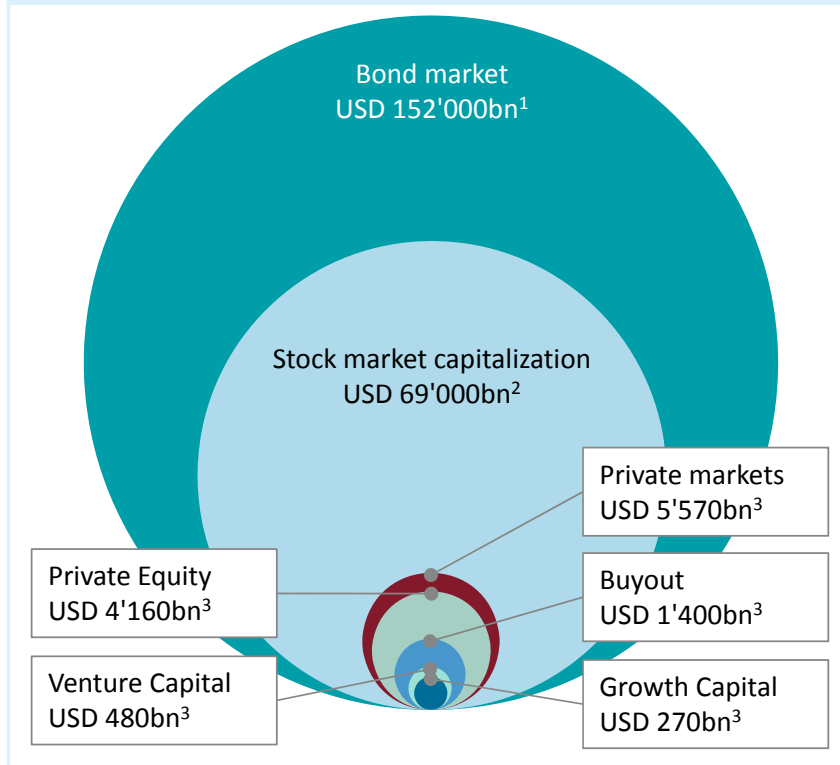 Bond market
USD 152'000bn¹
Stock market capitalization
USD 69'000bn²
Private markets
USD 5'570bn³
Private Equity
USD 4'160bn³
Buyout
USD 1'400bn³
Venture Capital
USD 480bn³
Growth Capital
USD 270bn³